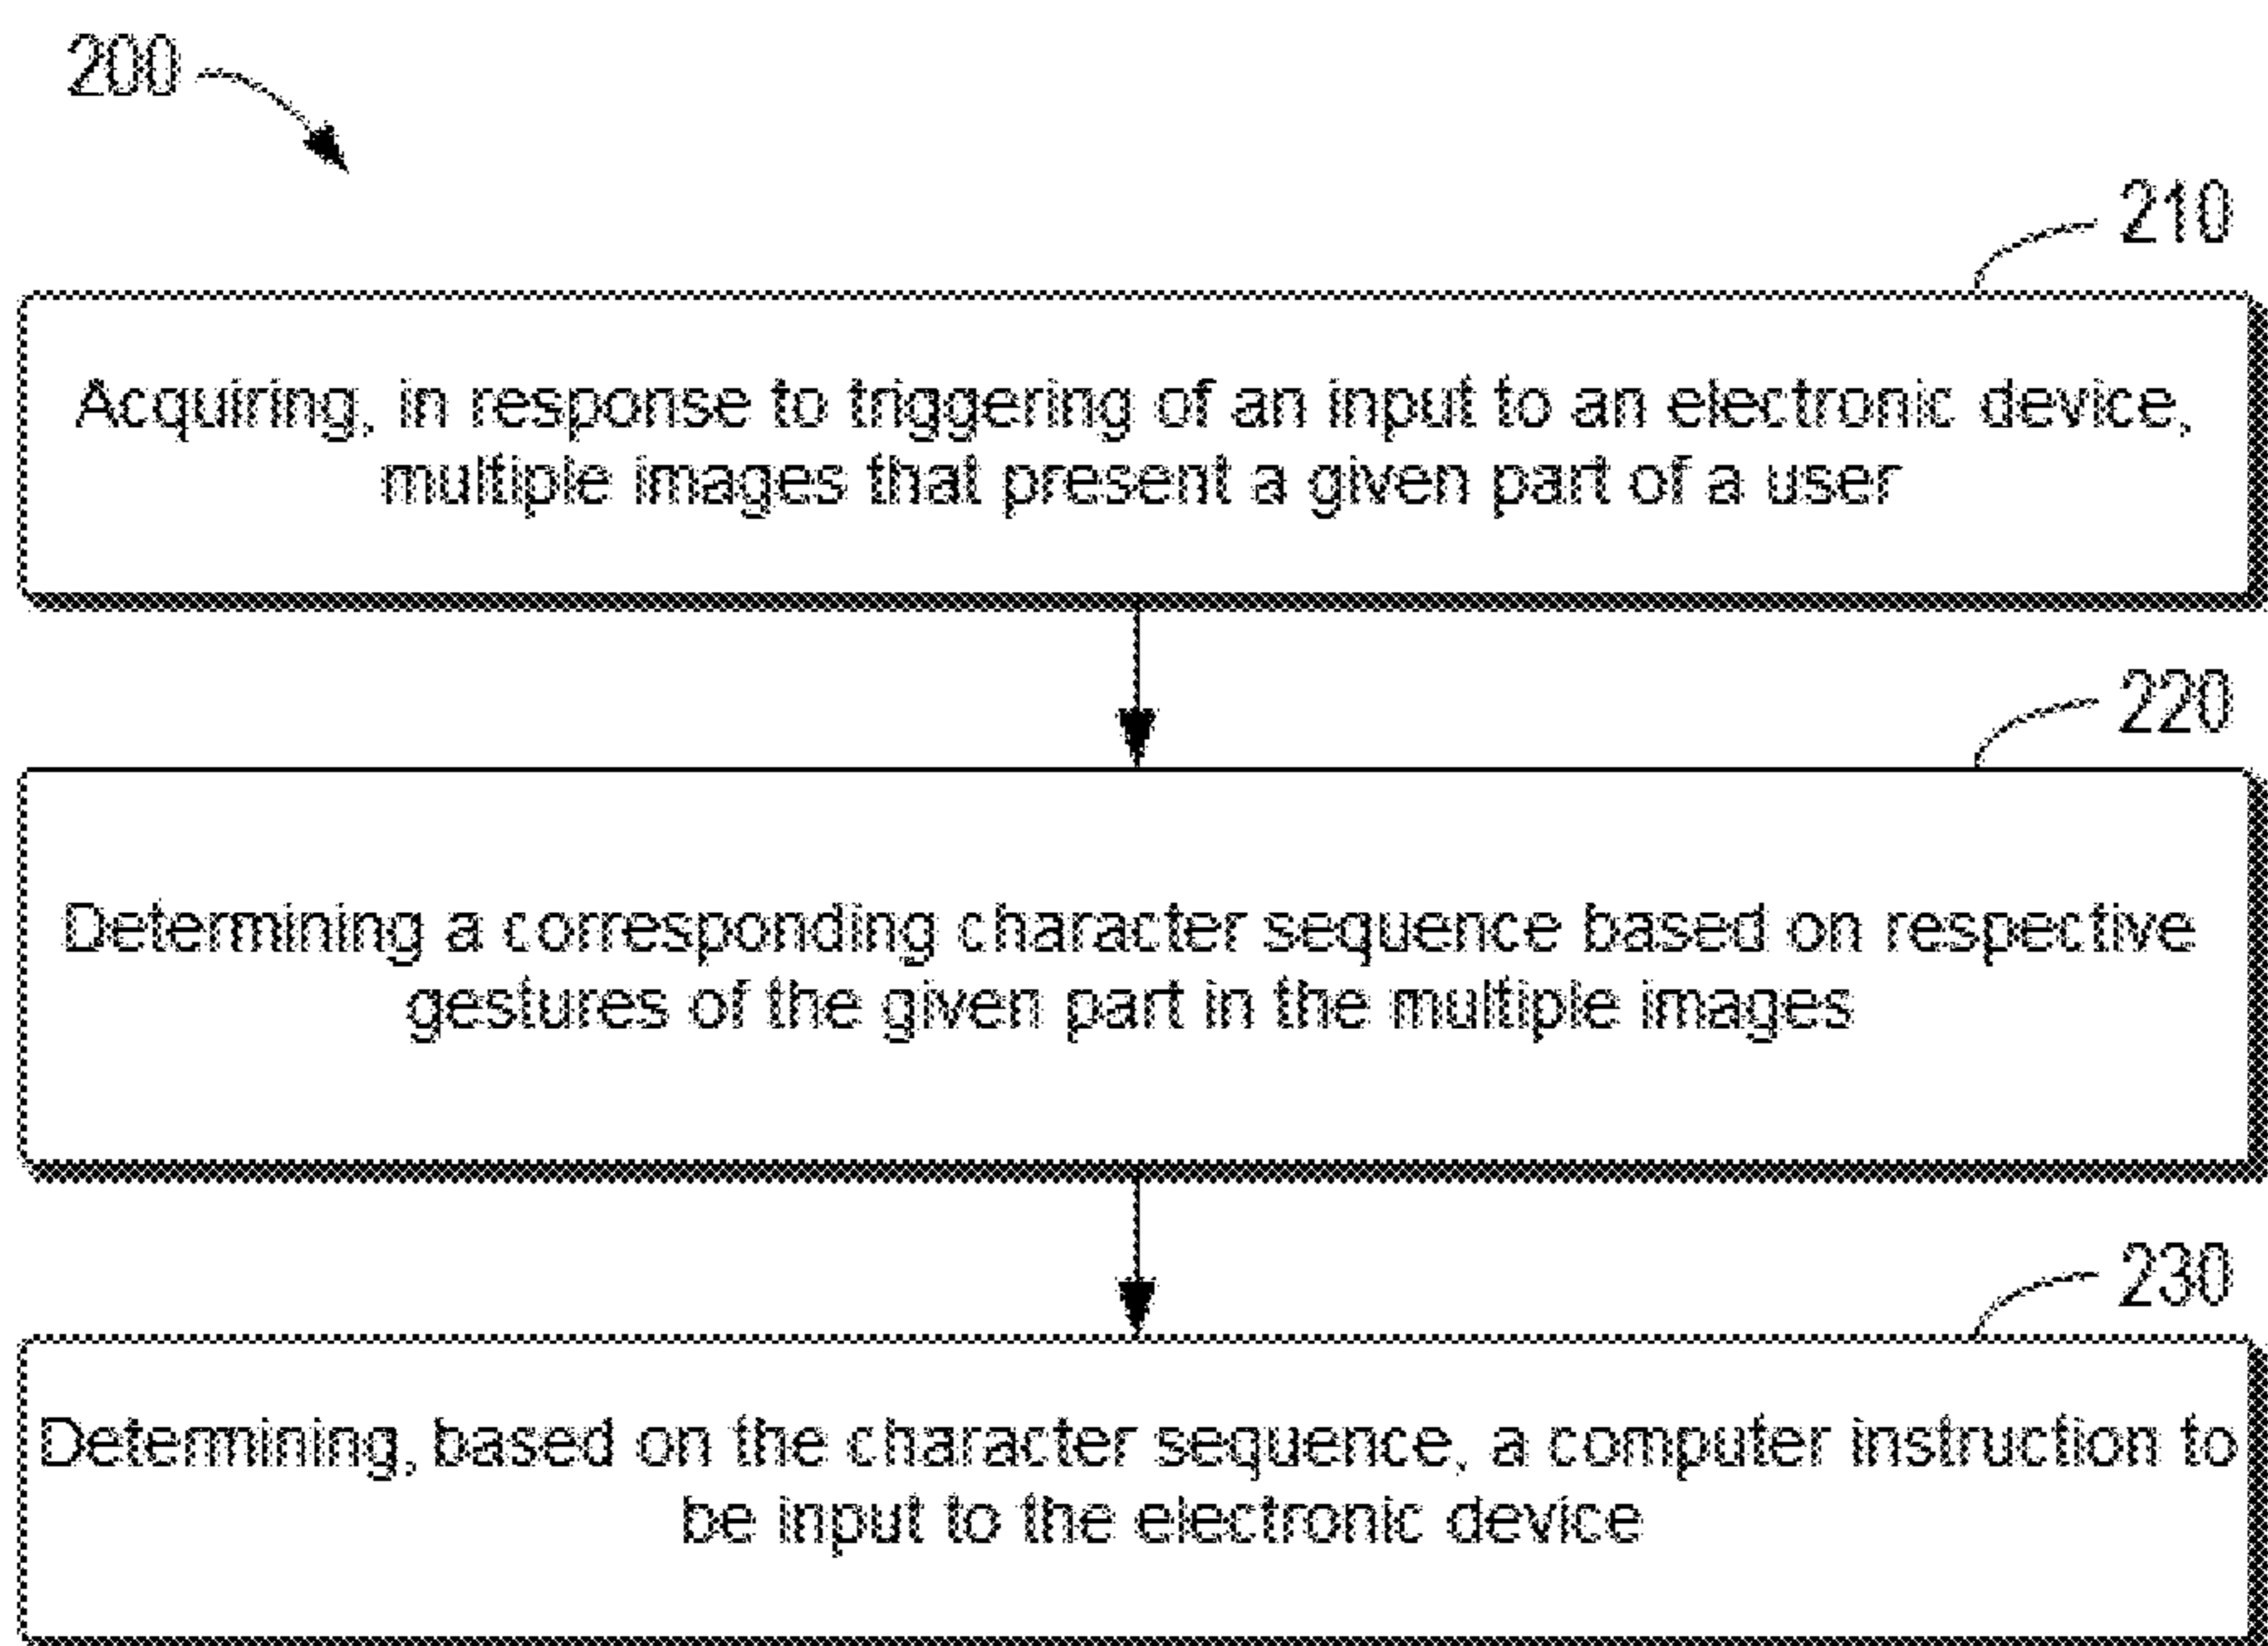 200
210
Acquiring, in response to triggering of an input to an electronic device,
multiple images that present a given part of a user
220
Determining a corresponding character sequence based on respective
gestures of the given part in the multiple images
230
Determining, based on the character sequence, a computer instruction to
be input to the electronic device